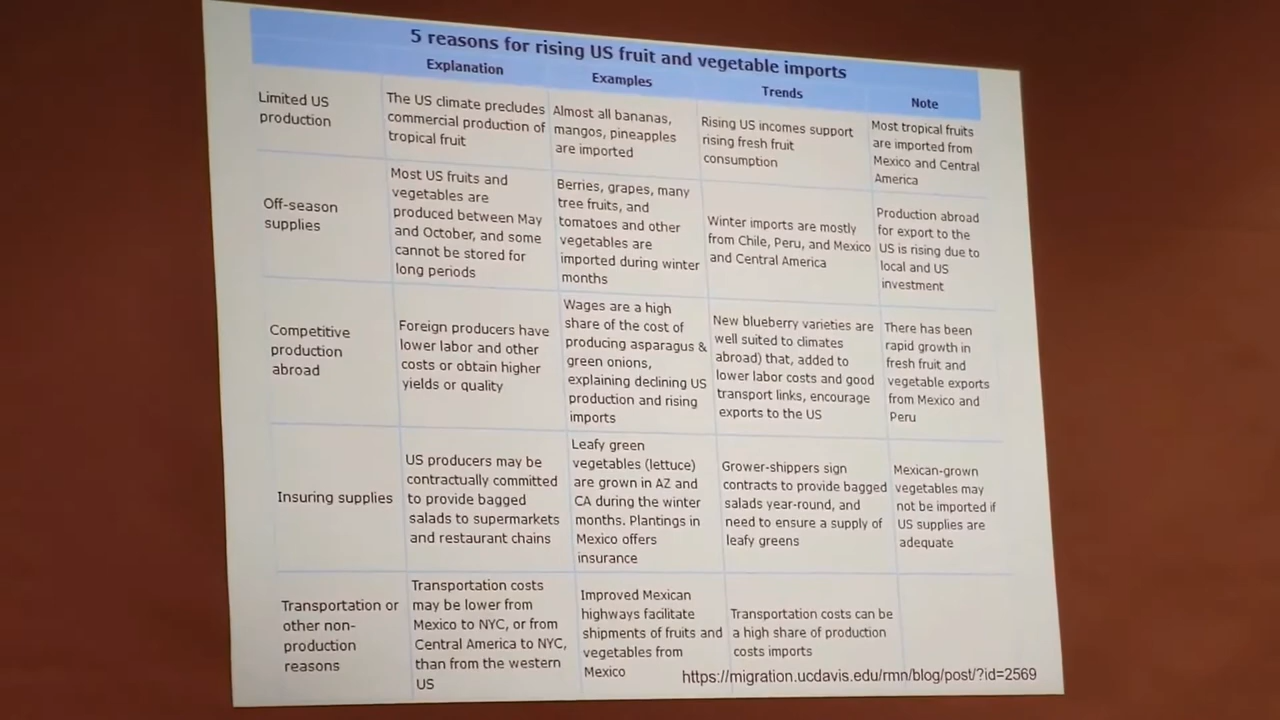 5 reasons for rising US fruit and vegetable imports
Explanation
Examples
Trends
Note
Limited US
production
The US climate precludes
commercial production of
tropical fruit
Almost all bananas,
mangos, pineapples
are imported
Rising US incomes support
rising fresh fruit
consumption
Most tropical fruits
are imported from
Mexico and Central
America
Off-season
supplies
Most US fruits and
vegetables are
produced between May
and October, and some
cannot be stored for
long periods
Berries, grapes, many
tree fruits, and
tomatoes and other
vegetables are
imported during winter
months
Winter imports are mostly
from Chile, Peru, and Mexico
and Central America
Production abroad
for export to the
US is rising due to
local and US
investment
Competitive
production
abroad
Foreign producers have
lower labor and other
costs or obtain higher
yields or quality
Wages are a high
share of the cost of
producing asparagus &
green onions,
explaining declining US
production and rising
imports
New blueberry varieties are
well suited to climates
abroad) that, added to
lower labor costs and good
transport links, encourage
exports to the US
There has been
rapid growth in
fresh fruit and
vegetable exports
from Mexico and
Peru
Insuring supplies
US producers may be
contractually committed
to provide bagged
salads to supermarkets
and restaurant chains
Leafy green
vegetables (lettuce)
are grown in AZ and
CA during the winter
months. Plantings in
Mexico offers
insurance
Grower-shippers sign
contracts to provide bagged
salads year-round, and
need to ensure a supply of
leafy greens
Mexican-grown
vegetables may
not be imported if
US supplies are
adequate
Transportation or
other non-
production
reasons
Transportation costs
may be lower from
Mexico to NYC, or from
Central America to NYC,
than from the western
US
Improved Mexican
highways facilitate
shipments of fruits and
vegetables from
Mexico
Transportation costs can be
a high share of production
costs imports
https://migration.ucdavis.edu/rmn/blog/post/?id=2569